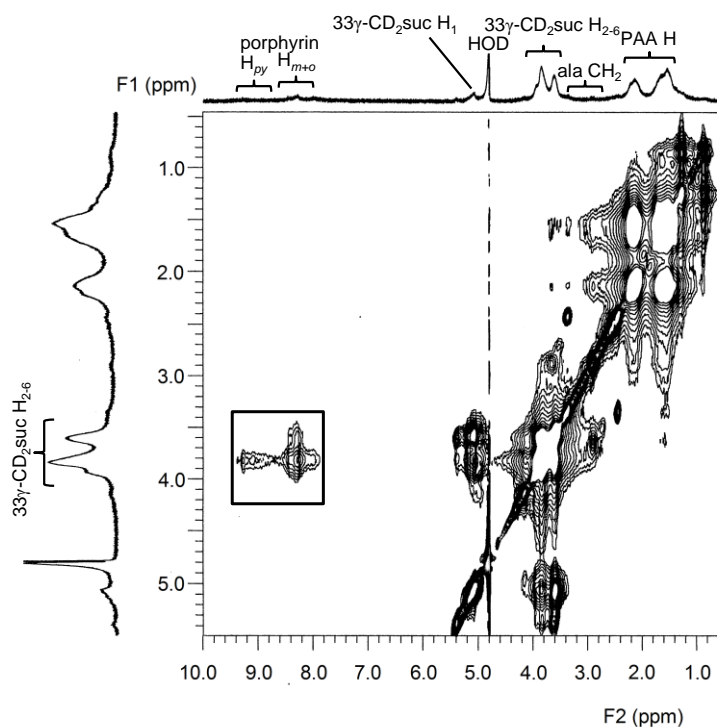 33γ-CD₂suc H₁
33γ-CD₂suc H₂₋₆
PAA H
porphyrin
HOD
H_py
H_m+o
ala CH₂
F1 (ppm)
1.0
2.0
3.0
33γ-CD₂suc H₂₋₆
4.0
5.0
10.0 9.0 8.0 7.0 6.0 5.0 4.0 3.0 2.0 1.0
F2 (ppm)